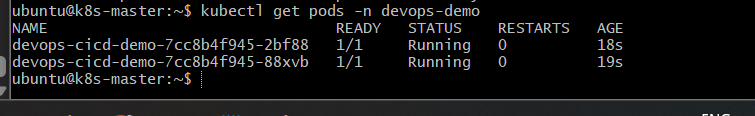 ubuntu@k8s-master:~$ kubectl get pods -n devops-demo
NAME                                READY   STATUS    RESTARTS   AGE
devops-cicd-demo-7cc8b4f945-2bf88   1/1     Running   0          18s
devops-cicd-demo-7cc8b4f945-88xvb   1/1     Running   0          19s
ubuntu@k8s-master:~$